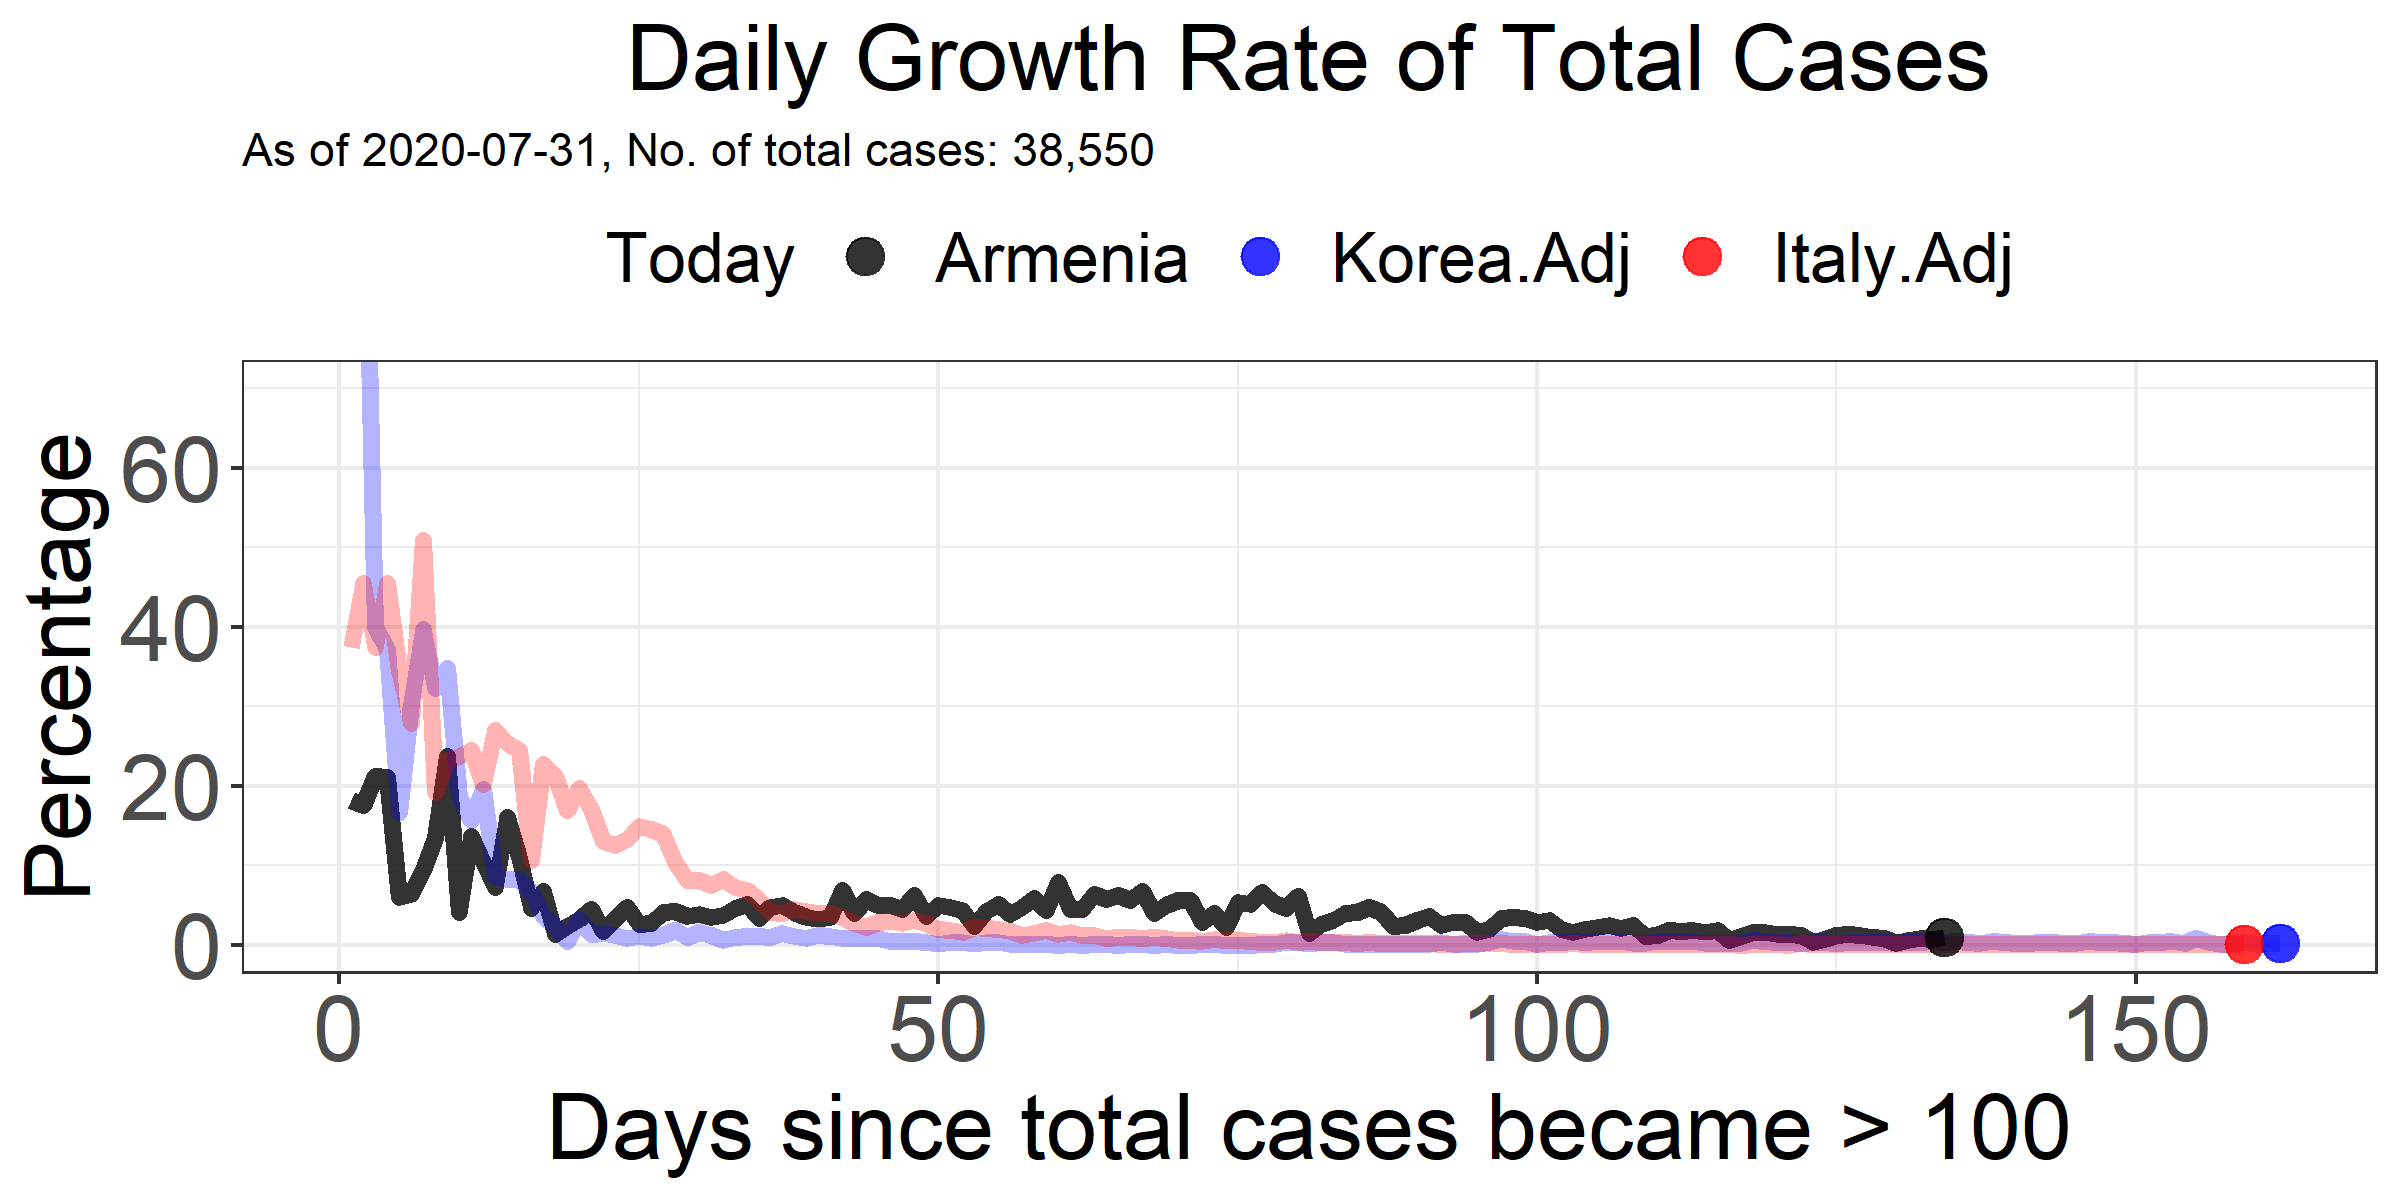 Daily Growth Rate of Total Cases
As of 2020-07-31, No. of total cases: 38,550
Today Armenia Korea.Adj Italy.Adj
Percentage
60
40
20
0
0 50 100 150
Days since total cases became > 100